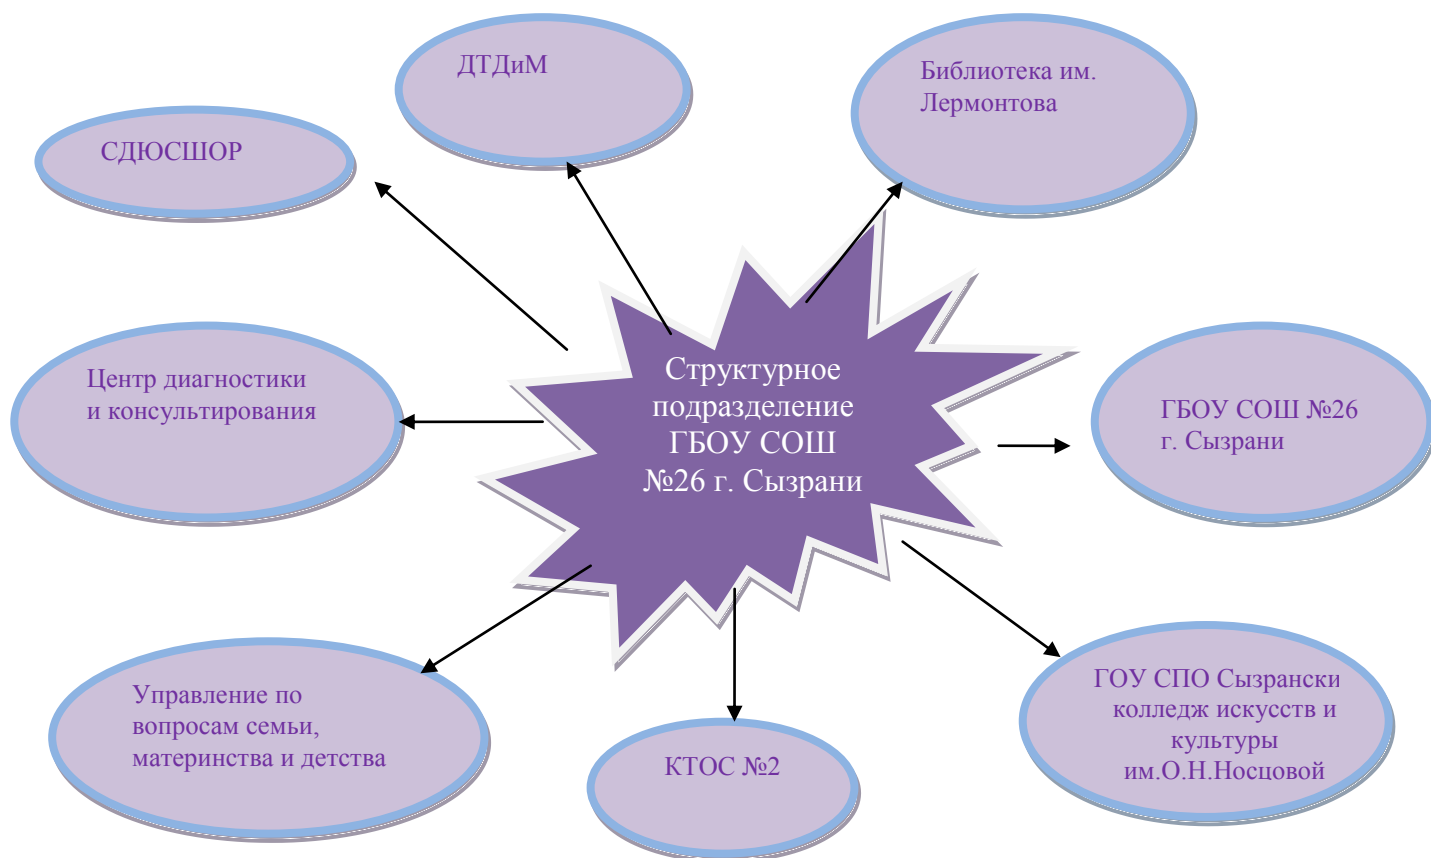 ДТДиМ
Библиотека им.
Лермонтова
СДЮСШОР
Центр диагностики
и консультирования
Структурное
подразделение
ГБОУ СОШ
№26 г. Сызрани
ГБОУ СОШ №26
г. Сызрани
Управление по
вопросам семьи,
материнства и детства
КТОС №2
ГОУ СПО Сызрански
колледж искусств и
культуры
им.О.Н.Носцовой